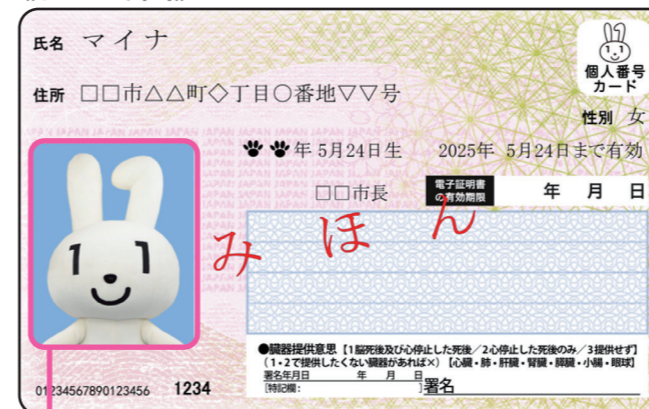 氏名 マイナ
個人番号
カード
住所 □□市△△町◇丁目○番地▽▽号
性別 女
年 5月24日生 2025年 5月24日まで有効
□□市長 電子証明書の有効期限 年 月 日
みほん
●臓器提供意思【1脳死後及び心停止した死後／2心停止した死後のみ／3提供せず】
(1・2で提供したくない臓器があれば×)【心臓・肺・肝臓・腎臓・膵臓・小腸・眼球】
署名年月日 年 月 日
[特記欄: ]署名
01234567890123456 1234